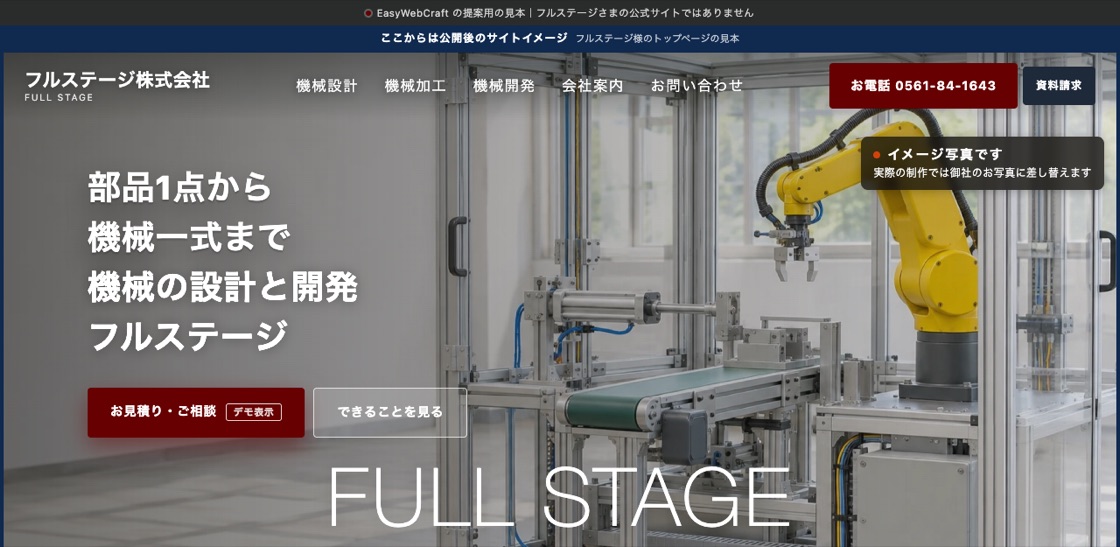 EasyWebCraft の提案用の見本｜フルステージさまの公式サイトではありません
ここからは公開後のサイトイメージ フルステージ様のトップページの見本
フルステージ株式会社
FULL STAGE
機械設計 機械加工 機械開発 会社案内 お問い合わせ
お電話 0561-84-1643
資料請求
イメージ写真です
実際の制作では御社のお写真に差し替えます
部品1点から
機械一式まで
機械の設計と開発
フルステージ
お見積り・ご相談 デモ表示
できることを見る
FULL STAGE